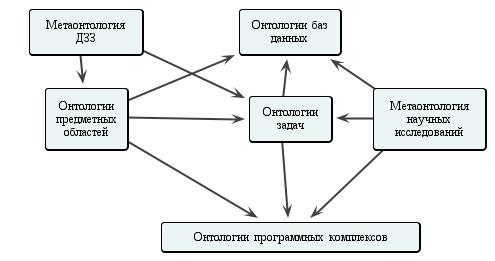 Метаонтология
ДЗЗ
Онтологии баз
данных
Онтологии
предметных
областей
Онтологии
задач
Метаонтология
научных
исследований
Онтологии программных комплексов